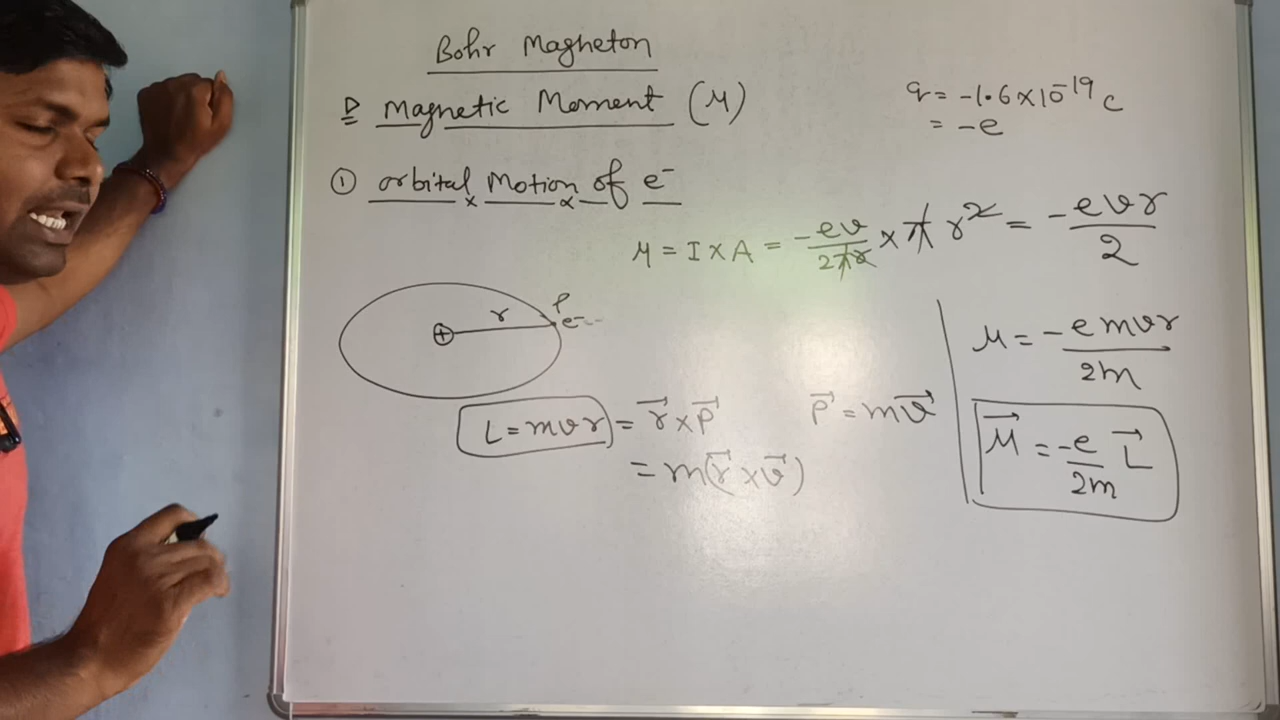 Bohr Magneton
⇒ Magnetic Moment (μ)
q = -1.6×10⁻¹⁹ c
= -e
① orbital Motion of e⁻
μ = I × A = -ev/2πr × π r² = -evr/2
r
P
e⁻
+
μ = -emvr/2m
L = mvr = r⃗ × P⃗
P⃗ = mv⃗
= m(r⃗ × v⃗)
μ⃗ = -e/2m L⃗